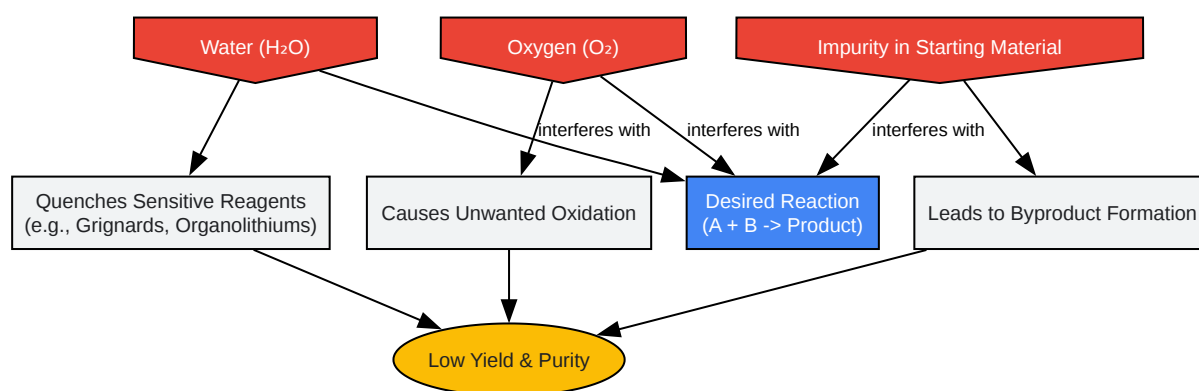 Water (H₂O)
Oxygen (O₂)
Impurity in Starting Material
interferes with
interferes with
interferes with
Quenches Sensitive Reagents
(e.g., Grignards, Organolithiums)
Causes Unwanted Oxidation
Desired Reaction
(A + B -> Product)
Leads to Byproduct Formation
Low Yield & Purity